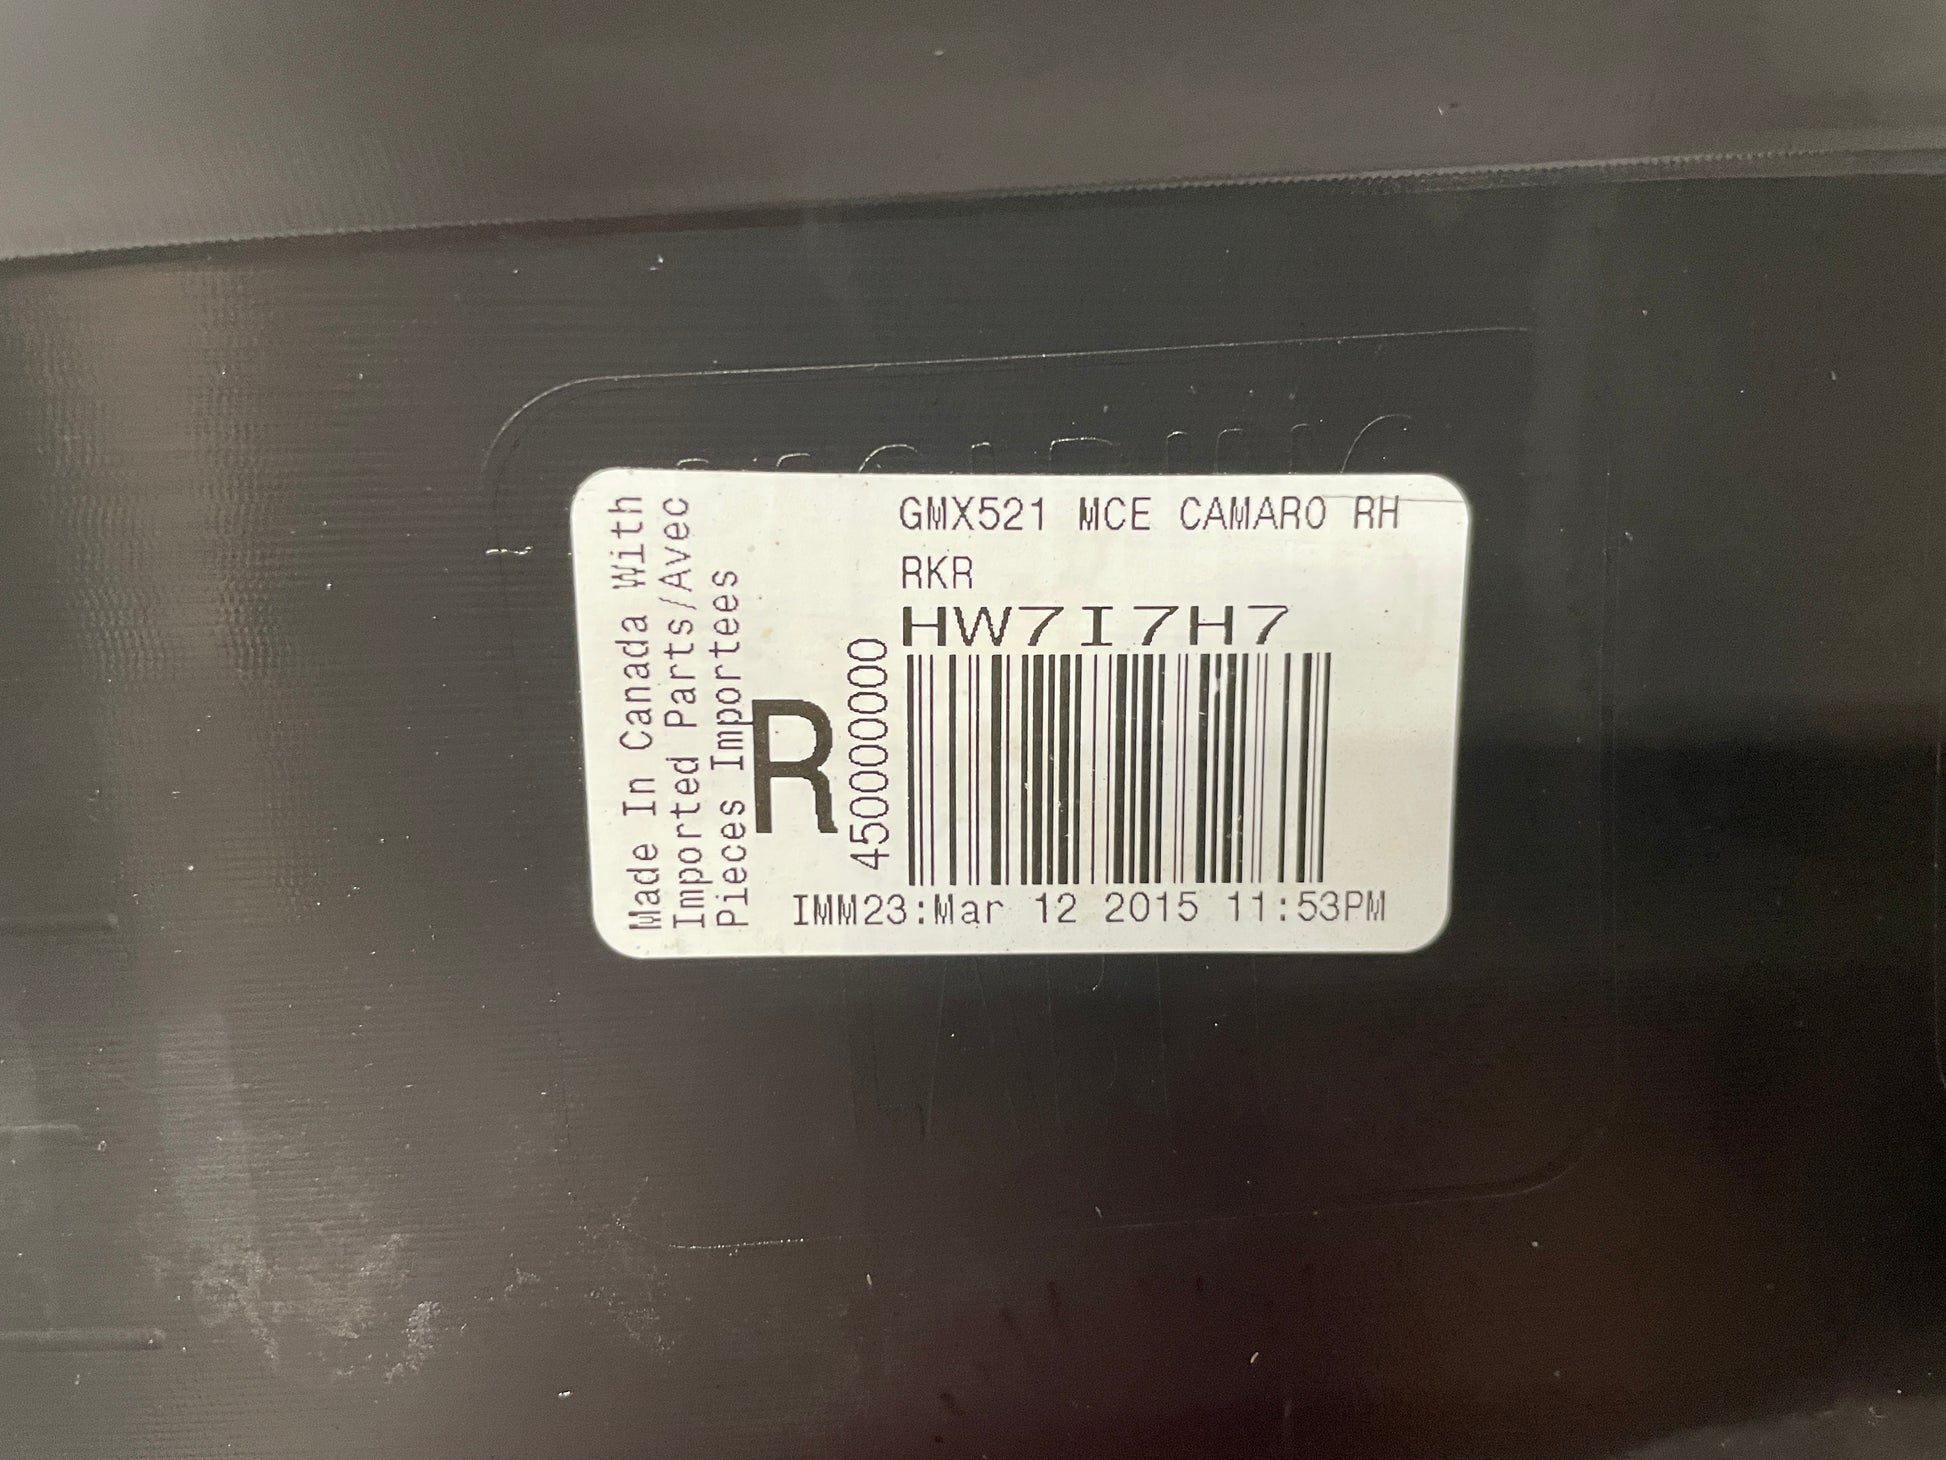 GMX521 MCE CAMARO RH
RKR
HW7I7H7
Made In Canada With
Imported Parts/Avec
Pieces Importees
R
450000000
IMM23:Mar 12 2015 11:53PM